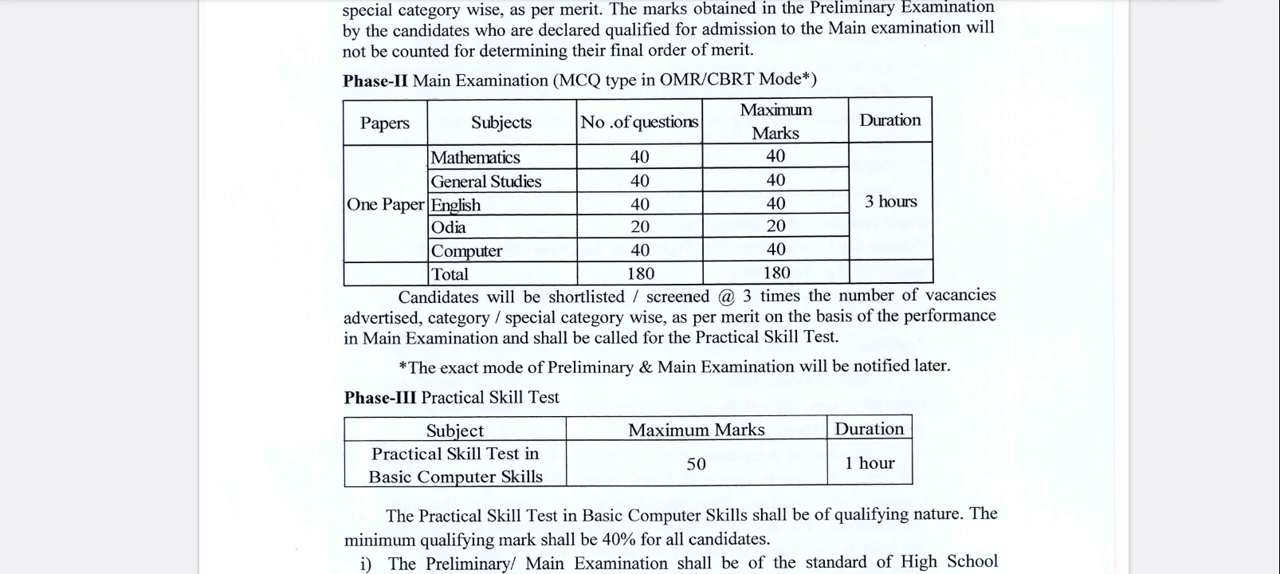 special category wise, as per merit. The marks obtained in the Preliminary Examination
by the candidates who are declared qualified for admission to the Main examination will
not be counted for determining their final order of merit.
Phase-II Main Examination (MCQ type in OMR/CBRT Mode*)
Papers Subjects No .of questions Maximum Marks Duration
One Paper Mathematics 40 40 3 hours
General Studies 40 40
English 40 40
Odia 20 20
Computer 40 40
Total 180 180
Candidates will be shortlisted / screened @ 3 times the number of vacancies
advertised, category / special category wise, as per merit on the basis of the performance
in Main Examination and shall be called for the Practical Skill Test.
*The exact mode of Preliminary & Main Examination will be notified later.
Phase-III Practical Skill Test
Subject Maximum Marks Duration
Practical Skill Test in
Basic Computer Skills 50 1 hour
The Practical Skill Test in Basic Computer Skills shall be of qualifying nature. The
minimum qualifying mark shall be 40% for all candidates.
i) The Preliminary/ Main Examination shall be of the standard of High School